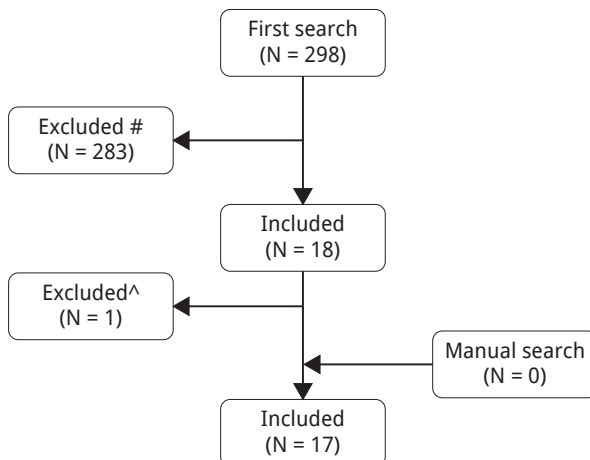 First search
(N = 298)
Excluded #
(N = 283)
Included
(N = 18)
Excluded^
(N = 1)
Manual search
(N = 0)
Included
(N = 17)